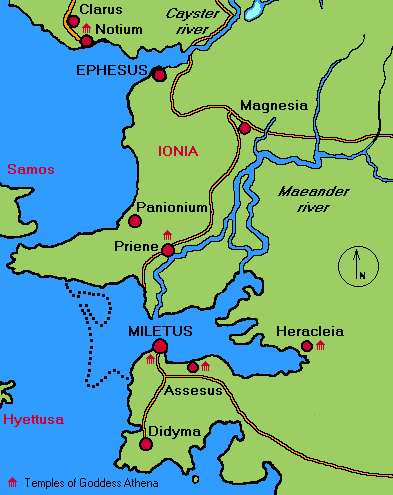 Clarus
Cayster
river
Notium
EPHESUS
Magnesia
IONIA
Samos
Maeander
river
Panionium
Priene
N
MILETUS
Heracleia
Assesus
Hyettusa
Didyma
Temples of Goddess Athena